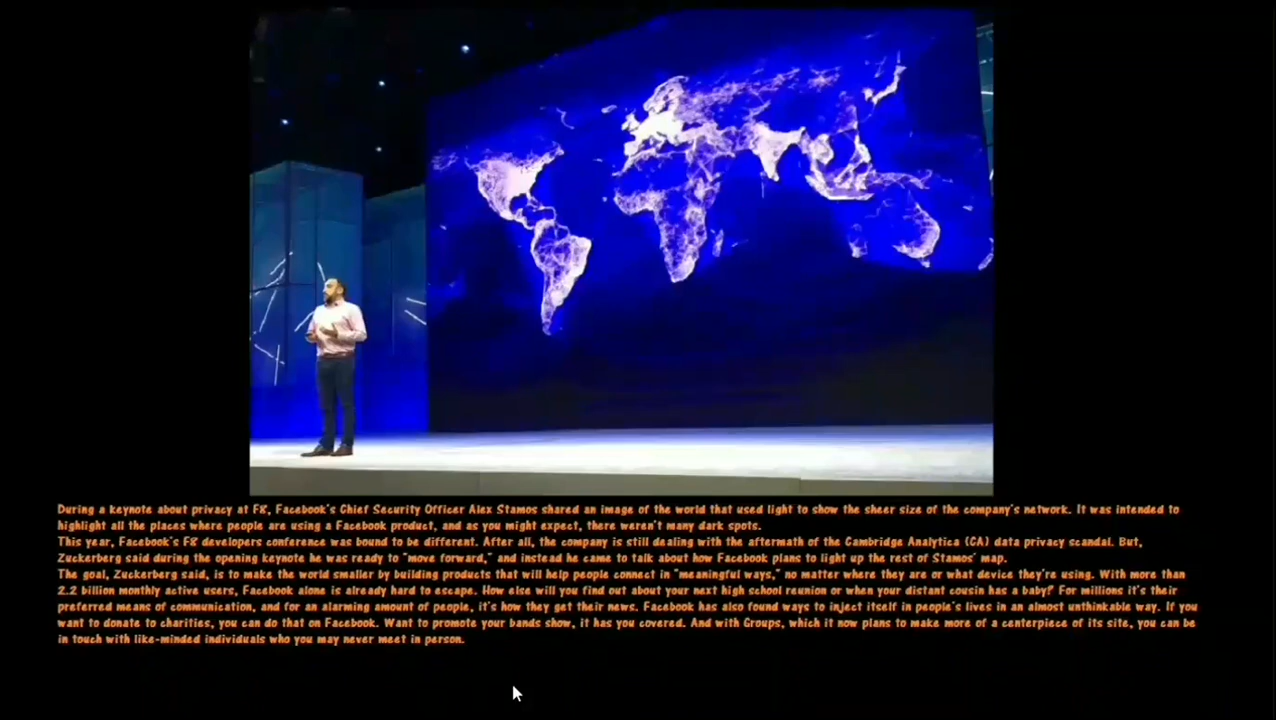 During a keynote about privacy at F8, Facebook's Chief Security Officer Alex Stamos shared an image of the world that used light to show the sheer size of the company's network. It was intended to
highlight all the places where people are using a Facebook product, and as you might expect, there weren't many dark spots.
This year, Facebook's F8 developers conference was bound to be different. After all, the company is still dealing with the aftermath of the Cambridge Analytica (CA) data privacy scandal. But,
Zuckerberg said during the opening keynote he was ready to "move forward," and instead he came to talk about how Facebook plans to light up the rest of Stamos' map.
The goal, Zuckerberg said, is to make the world smaller by building products that will help people connect in "meaningful ways," no matter where they are or what device they're using. With more than
2.2 billion monthly active users, Facebook alone is already hard to escape. How else will you find out about your next high school reunion or when your distant cousin has a baby? For millions it's their
preferred means of communication, and for an alarming amount of people, it's how they get their news. Facebook has also found ways to inject itself in people's lives in an almost unthinkable way. If you
want to donate to charities, you can do that on Facebook. Want to promote your bands show, it has you covered. And with Groups, which it now plans to make more of a centerpiece of its site, you can be
in touch with like-minded individuals who you may never meet in person.